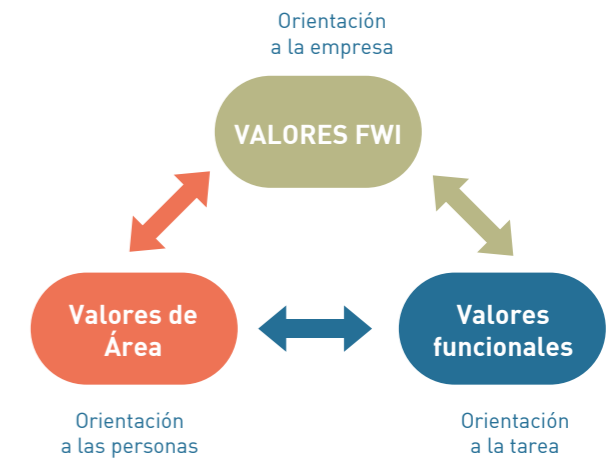 Orientación
a la empresa
VALORES FWI
Valores de
Área
Valores
funcionales
Orientación
a las personas
Orientación
a la tarea